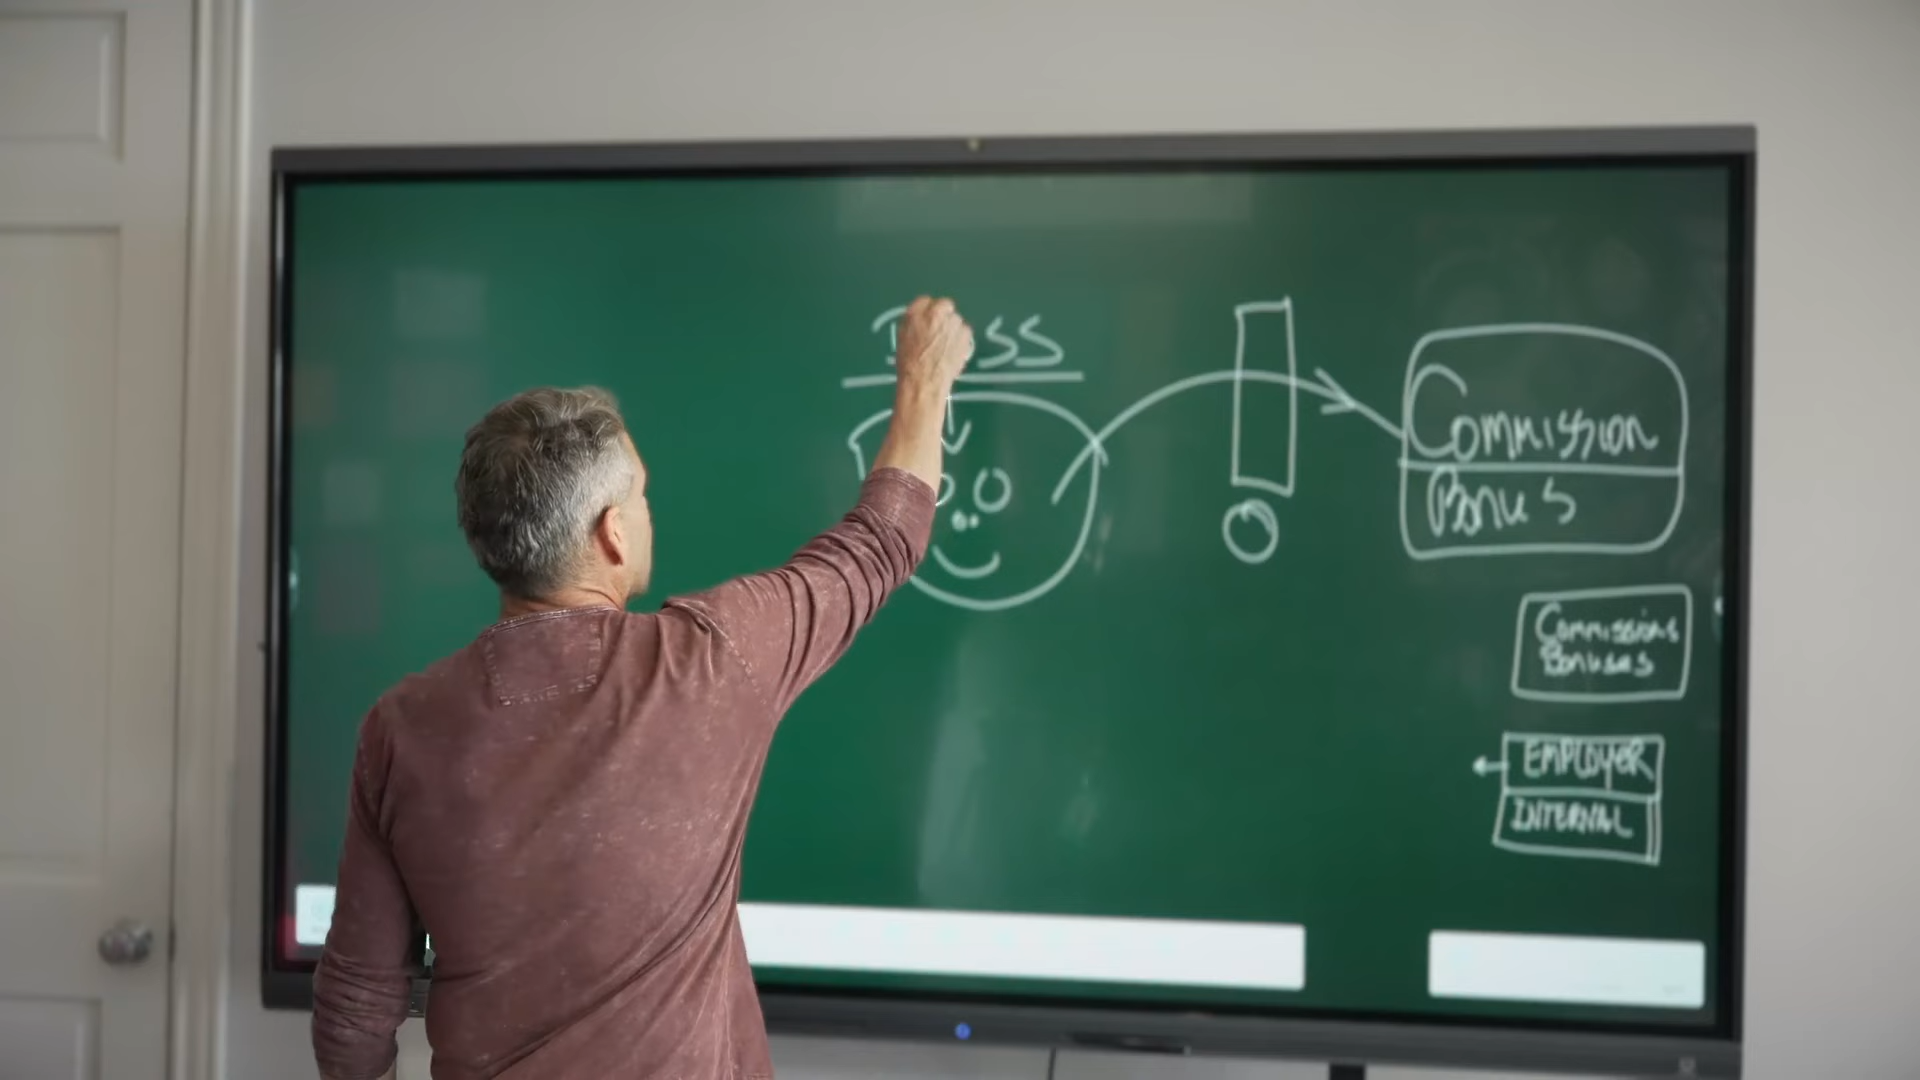 Commission
Bonus
Commissions
Bonuses
EMPLOYER
INTERNAL